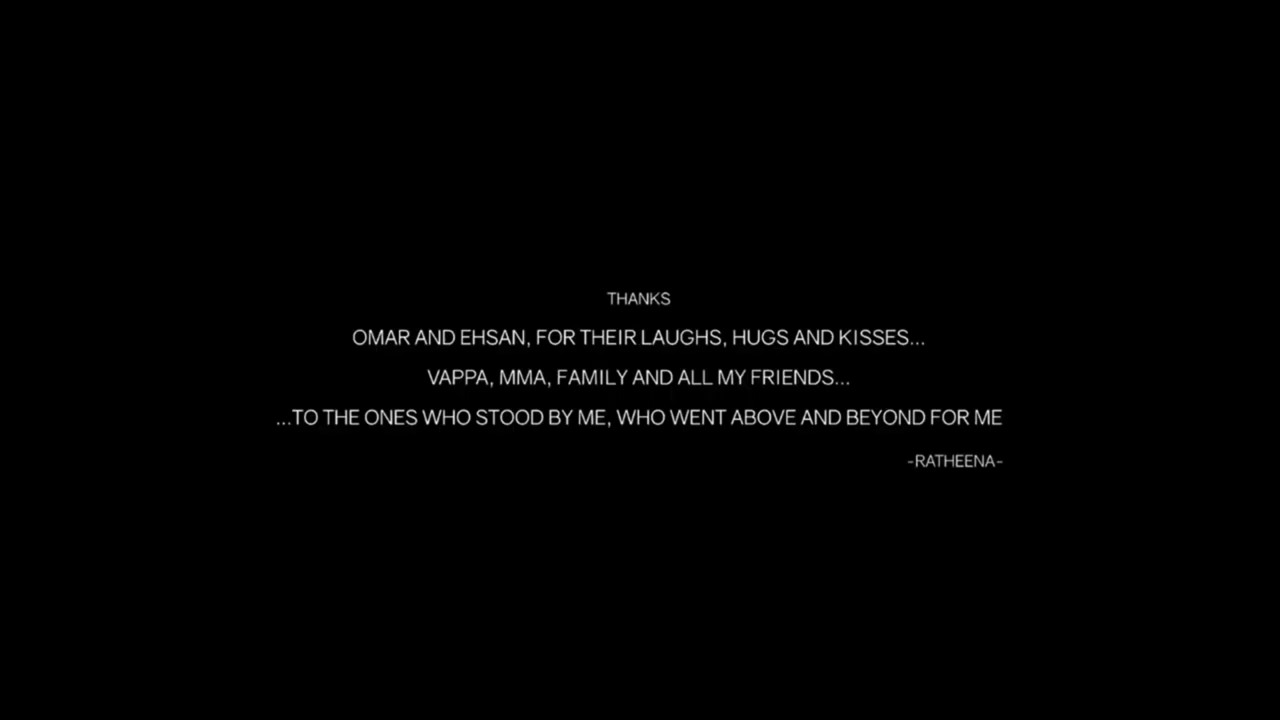 THANKS
OMAR AND EHSAN, FOR THEIR LAUGHS, HUGS AND KISSES...
VAPPA, MMA, FAMILY AND ALL MY FRIENDS...
...TO THE ONES WHO STOOD BY ME, WHO WENT ABOVE AND BEYOND FOR ME
-RATHEENA-